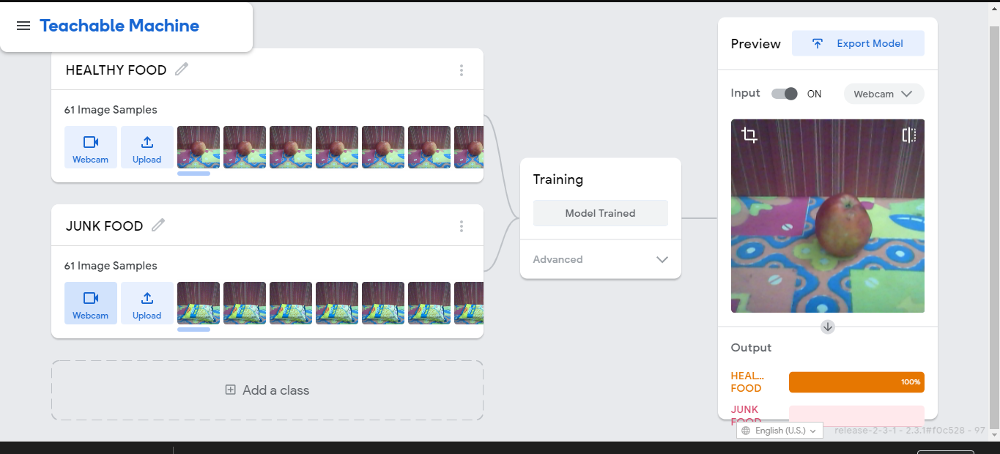 Teachable Machine
HEALTHY FOOD
61 Image Samples
Webcam
Upload
JUNK FOOD
61 Image Samples
Webcam
Upload
Add a class
Training
Model Trained
Advanced
Preview
Export Model
Input
ON
Webcam
Output
HEAL...
FOOD
100%
JUNK
FOOD
English (U.S.)
release-2-3-1 - 2.3.1#f0c528 - 97